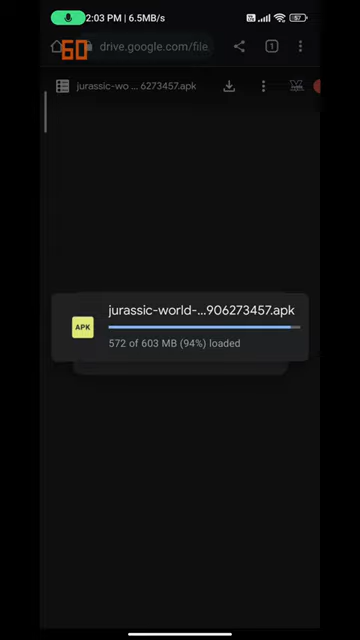 2:03 PM | 6.5MB/s
57
60
drive.google.com/file
1
jurassic-wo ... 6273457.apk
APK
jurassic-world-...906273457.apk
572 of 603 MB (94%) loaded